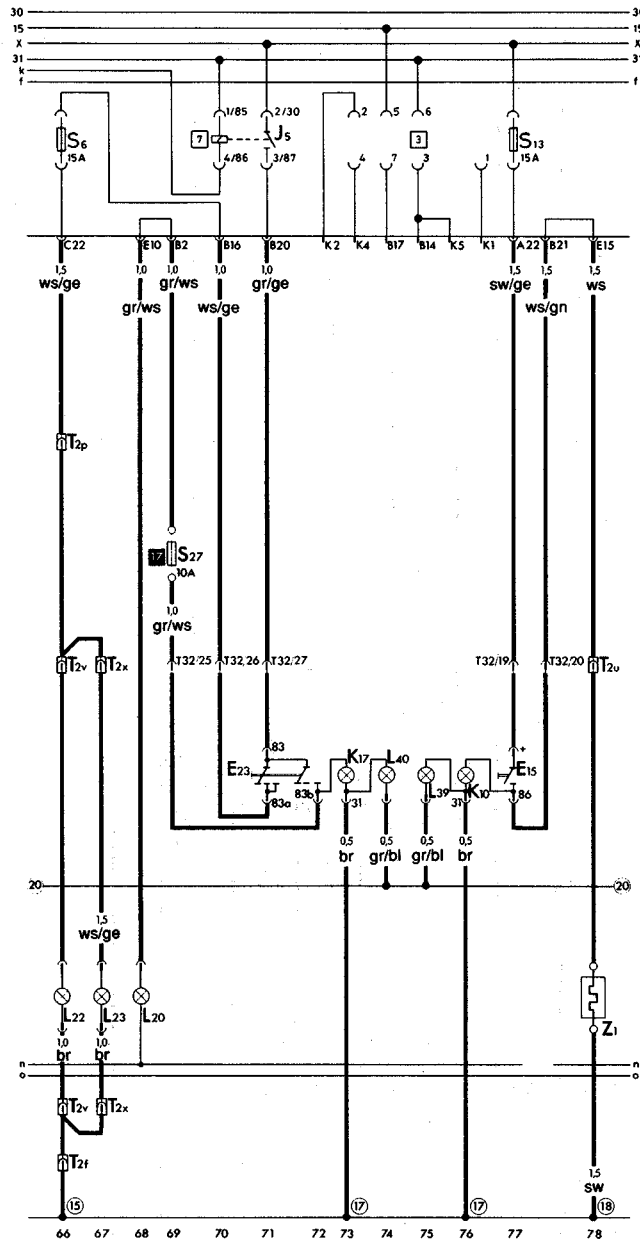 30 30
15 15
X X
31 31
k
f f
1/85 2/30 2 5 6
S6 7 J5 3 S13
15A 15A
4/86 3/87 4 7 3 1
C22 E10 B2 B16 B20 K2 K4 B17 B14 K5 K1 A22 B21 E15
1,5 1,0 1,0 1,0 1,0 1,5 1,5 1,5
ws/ge gr/ws gr/ge sw/ge ws
gr/ws ws/ge ws/gn
T2p
17 S27
10A
1,0
gr/ws
T2v T2x T32/25 T32/26 T32/27 T32/19 T32/20 T2u
83 +
K17 L40
E23 E15
L39 K10
83a 83b 31 31 86
0,5 0,5 0,5 0,5
br gr/bl gr/bl br
20 20
1,5
ws/ge
L22 L23 L20
Z1
1,0 1,0
br br
n n
o o
T2v T2x
T2f
1,5
sw
15 17 17 18
66 67 68 69 70 71 72 73 74 75 76 77 78